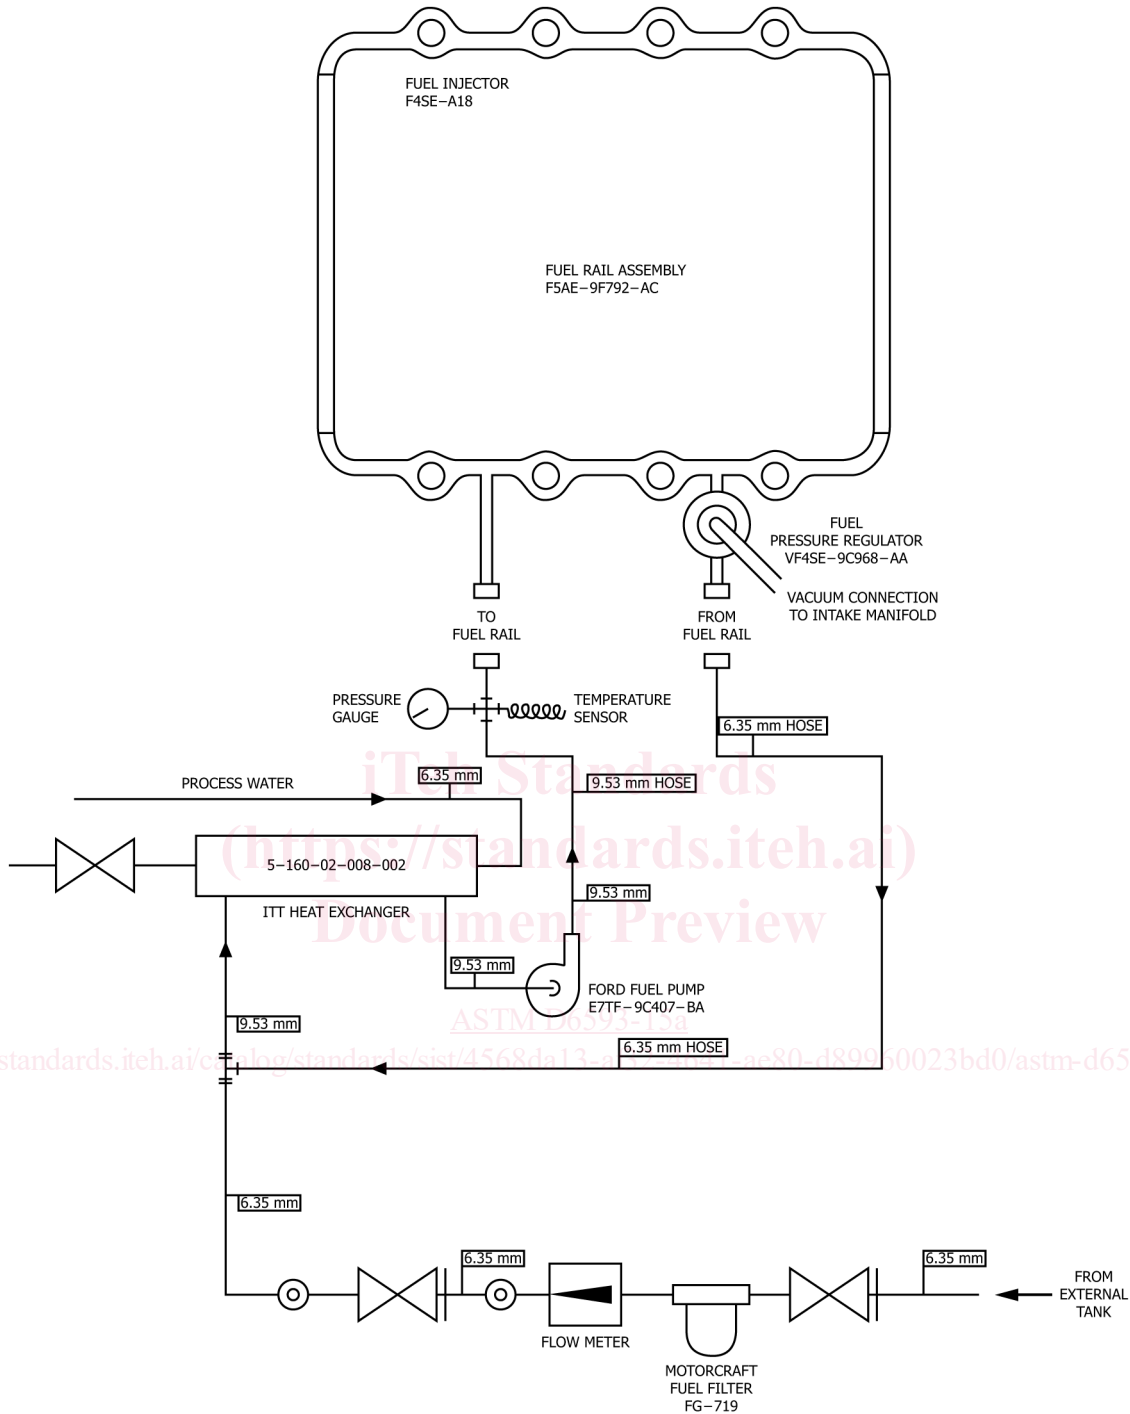 FUEL INJECTOR
F4SE-A18
FUEL RAIL ASSEMBLY
F5AE-9F792-AC
FUEL
PRESSURE REGULATOR
VF4SE-9C968-AA
VACUUM CONNECTION
TO INTAKE MANIFOLD
TO
FUEL RAIL
FROM
FUEL RAIL
PRESSURE
GAUGE
TEMPERATURE
SENSOR
6.35 mm HOSE
iTeh Standards
6.35 mm
9.53 mm HOSE
PROCESS WATER
(https://standards.iteh.ai)
5-160-02-008-002
9.53 mm
ITT HEAT EXCHANGER
Document Preview
9.53 mm
FORD FUEL PUMP
E7TF-9C407-BA
ASTM D6593-15a
9.53 mm
6.35 mm HOSE
6.35 mm
6.35 mm
6.35 mm
FROM
EXTERNAL
TANK
FLOW METER
MOTORCRAFT
FUEL FILTER
FG-719